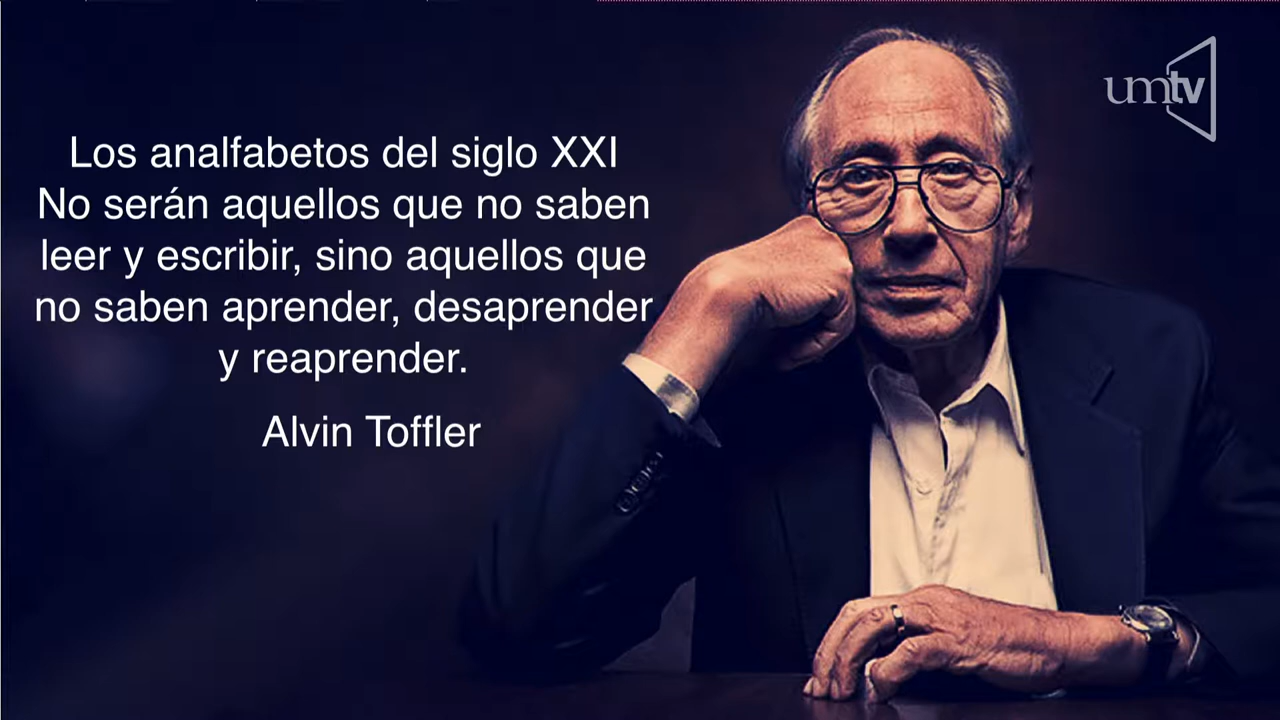 umtv
Los analfabetos del siglo XXI
No serán aquellos que no saben
leer y escribir, sino aquellos que
no saben aprender, desaprender
y reaprender.
Alvin Toffler